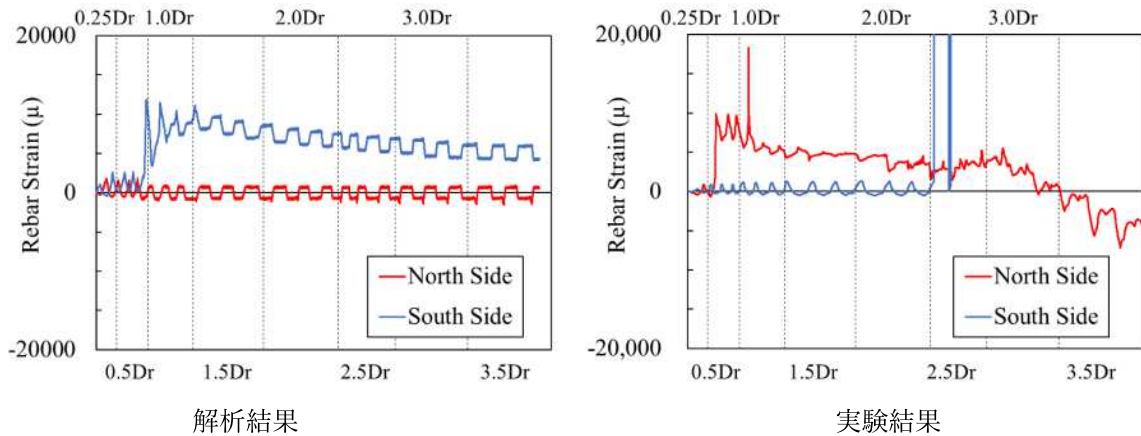 0.25Dr 1.0Dr 2.0Dr 3.0Dr
20000
10000
0
-20000
Rebar Strain (μ)
North Side
South Side
0.5Dr 1.5Dr 2.5Dr 3.5Dr
解析結果
0.25Dr 1.0Dr 2.0Dr 3.0Dr
20,000
10,000
0
-20,000
Rebar Strain (μ)
North Side
South Side
0.5Dr 1.5Dr 2.5Dr 3.5Dr
実験結果